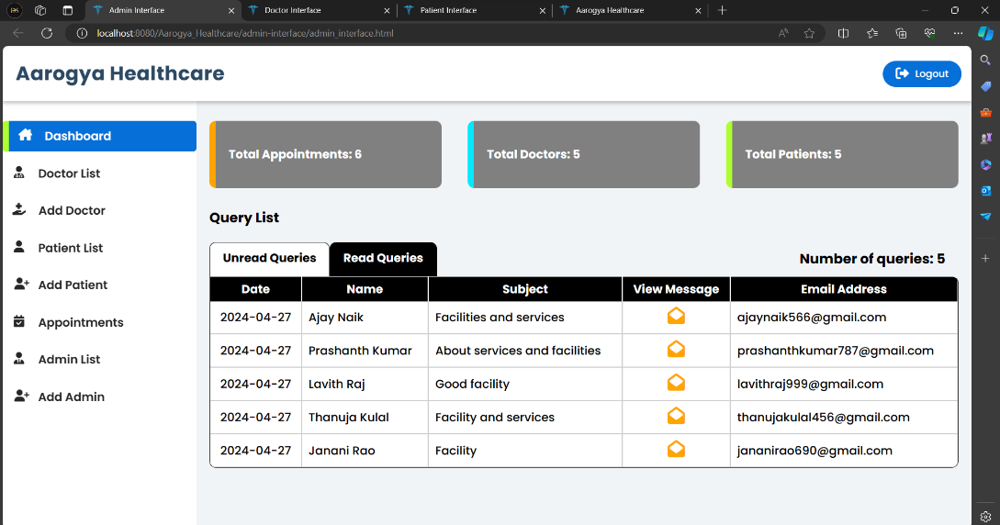 Admin Interface
Doctor Interface
Patient Interface
Aarogya Healthcare
localhost:8080/Aarogya_Healthcare/admin-interface/admin_interface.html
Aarogya Healthcare
Logout
Dashboard
Doctor List
Add Doctor
Patient List
Add Patient
Appointments
Admin List
Add Admin
Total Appointments: 6
Total Doctors: 5
Total Patients: 5
Query List
Unread Queries
Read Queries
Number of queries: 5
Date Name Subject View Message Email Address
2024-04-27 Ajay Naik Facilities and services ajaynaik566@gmail.com
2024-04-27 Prashanth Kumar About services and facilities prashanthkumar787@gmail.com
2024-04-27 Lavith Raj Good facility lavithraj999@gmail.com
2024-04-27 Thanuja Kulal Facility and services thanujakulal456@gmail.com
2024-04-27 Janani Rao Facility jananirao690@gmail.com